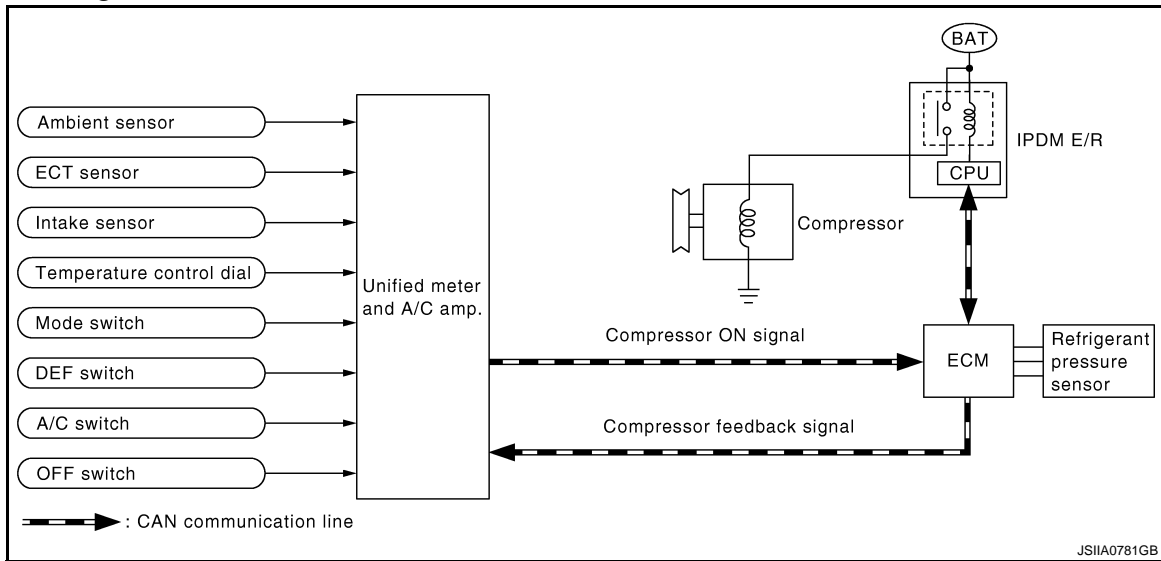 BAT
Ambient sensor
ECT sensor
Intake sensor
Temperature control dial
Mode switch
DEF switch
A/C switch
OFF switch
Unified meter
and A/C amp.
IPDM E/R
CPU
Compressor
Compressor ON signal
ECM
Refrigerant
pressure
sensor
Compressor feedback signal
: CAN communication line
JSIIA0781GB